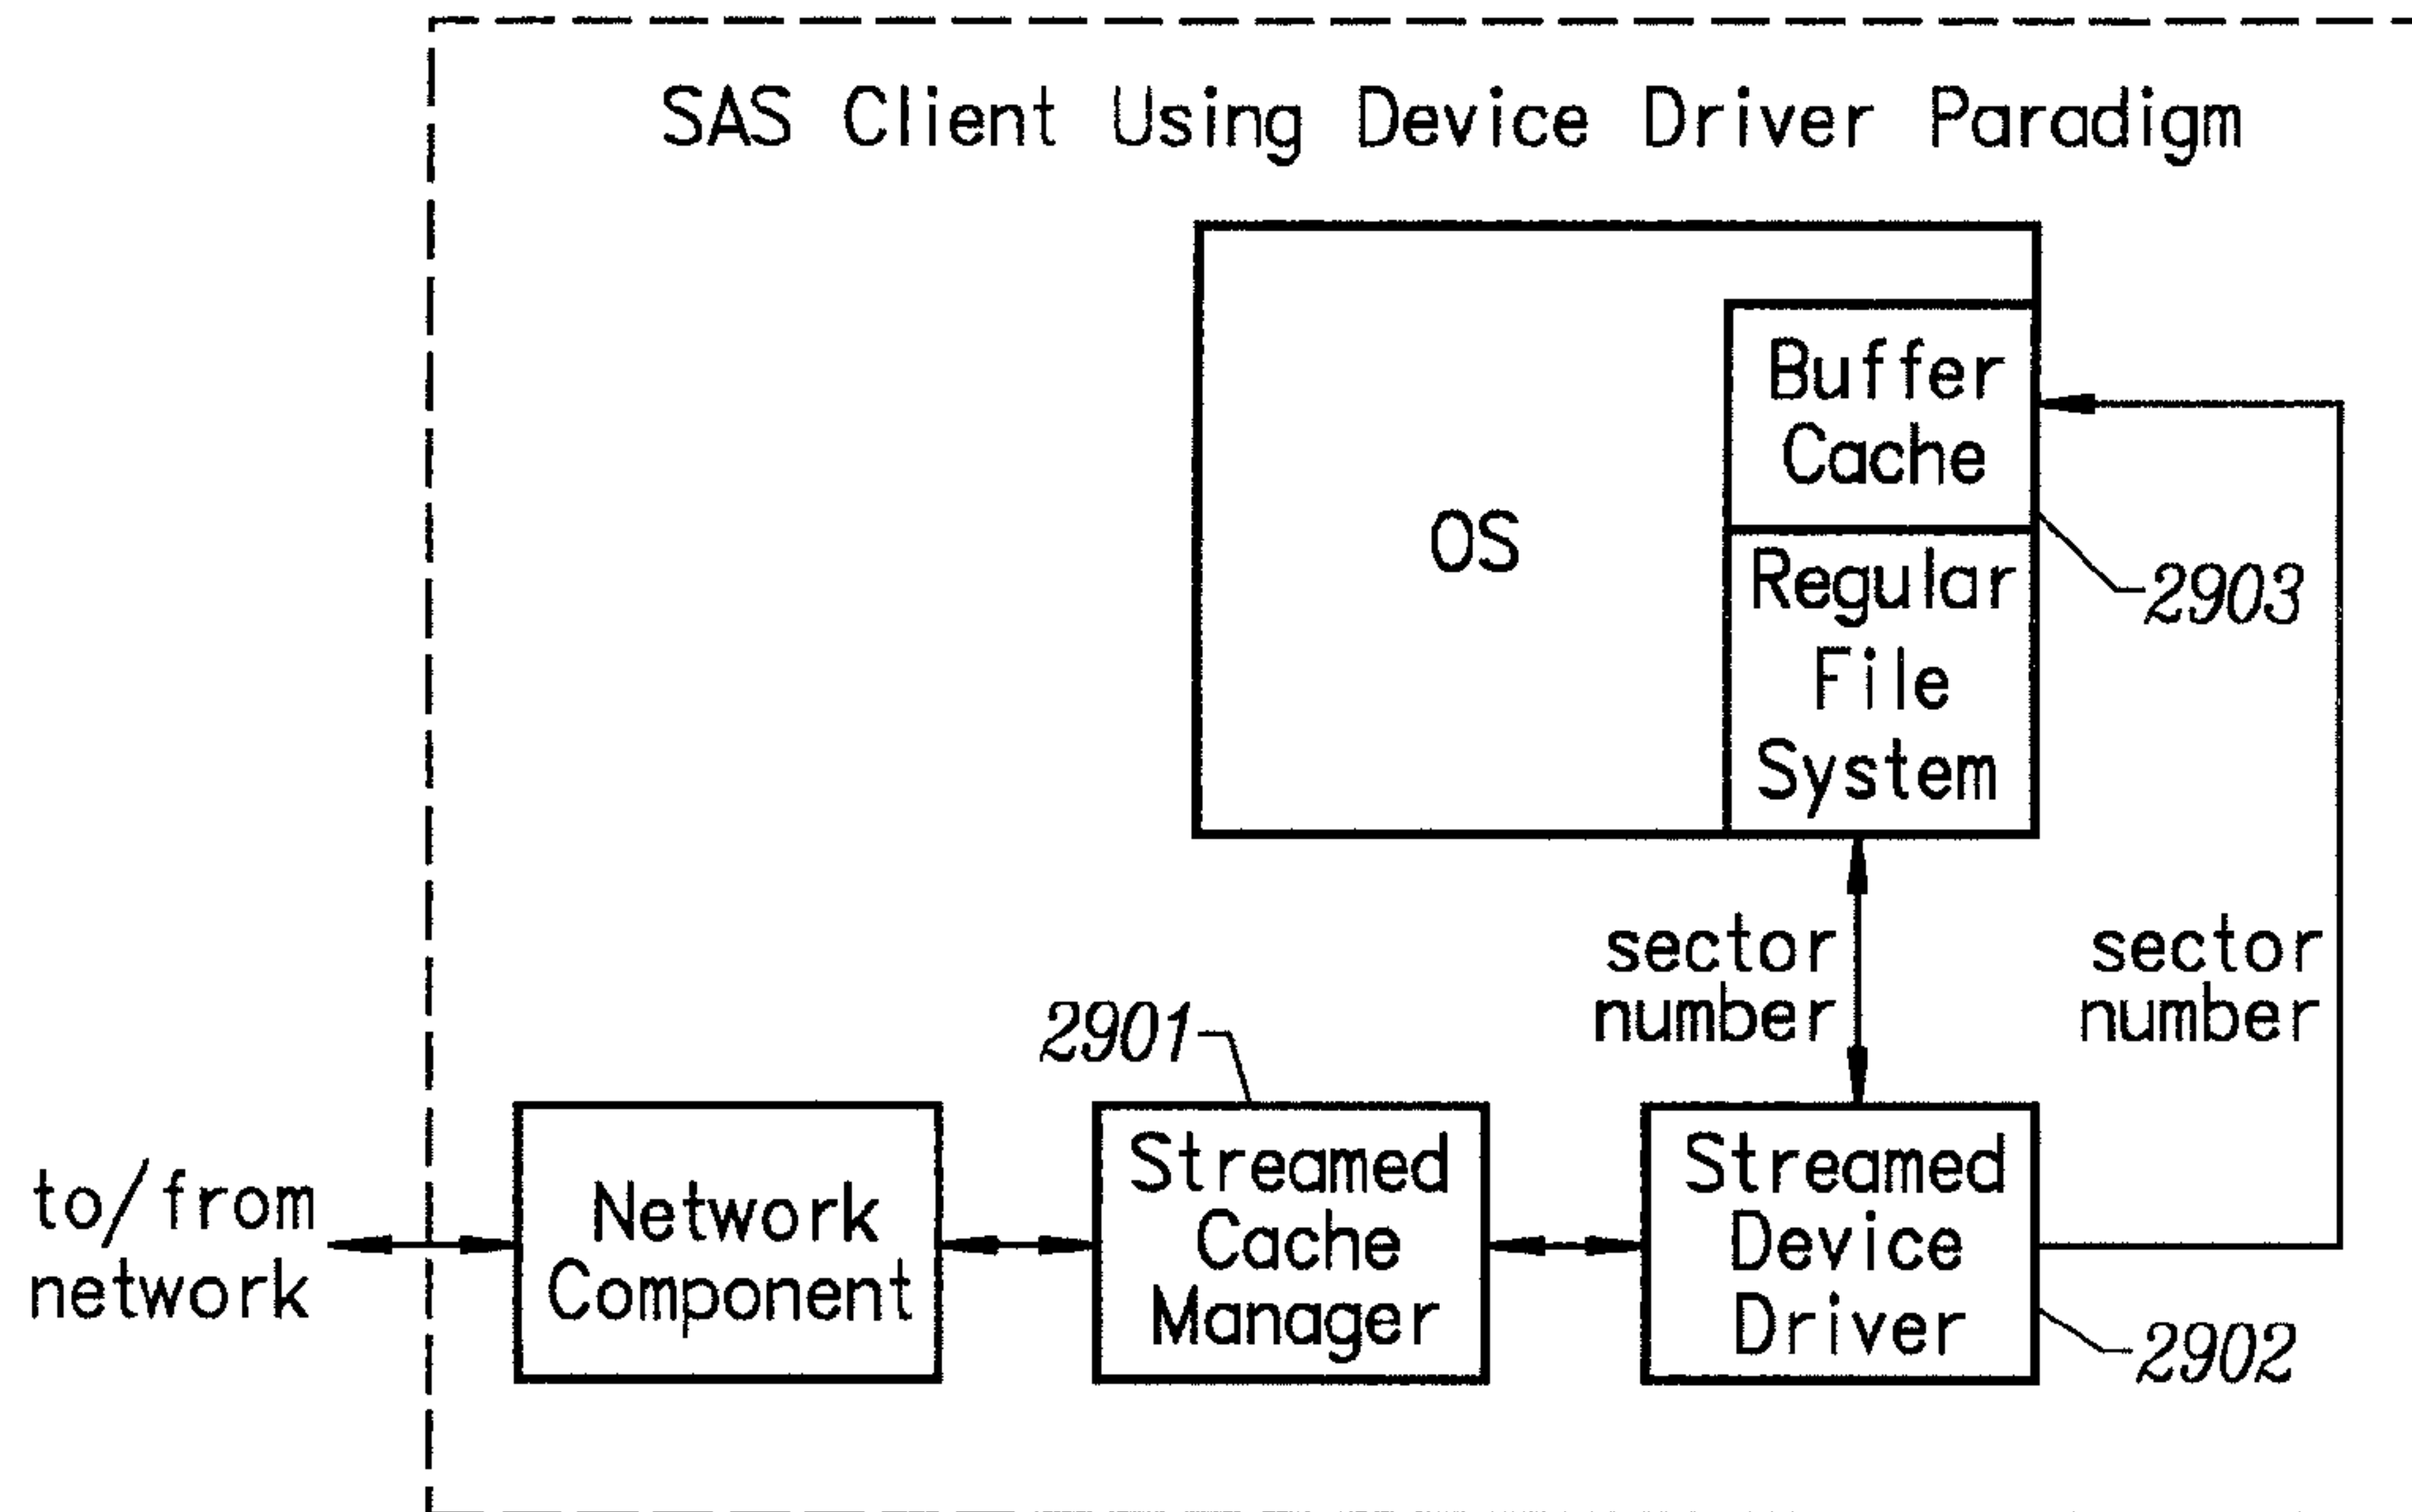 SAS Client Using Device Driver Paradigm
Buffer
Cache
OS
Regular
File
System
2903
sector
number
sector
number
2901
to/from
network
Network
Component
Streamed
Cache
Manager
Streamed
Device
Driver
2902